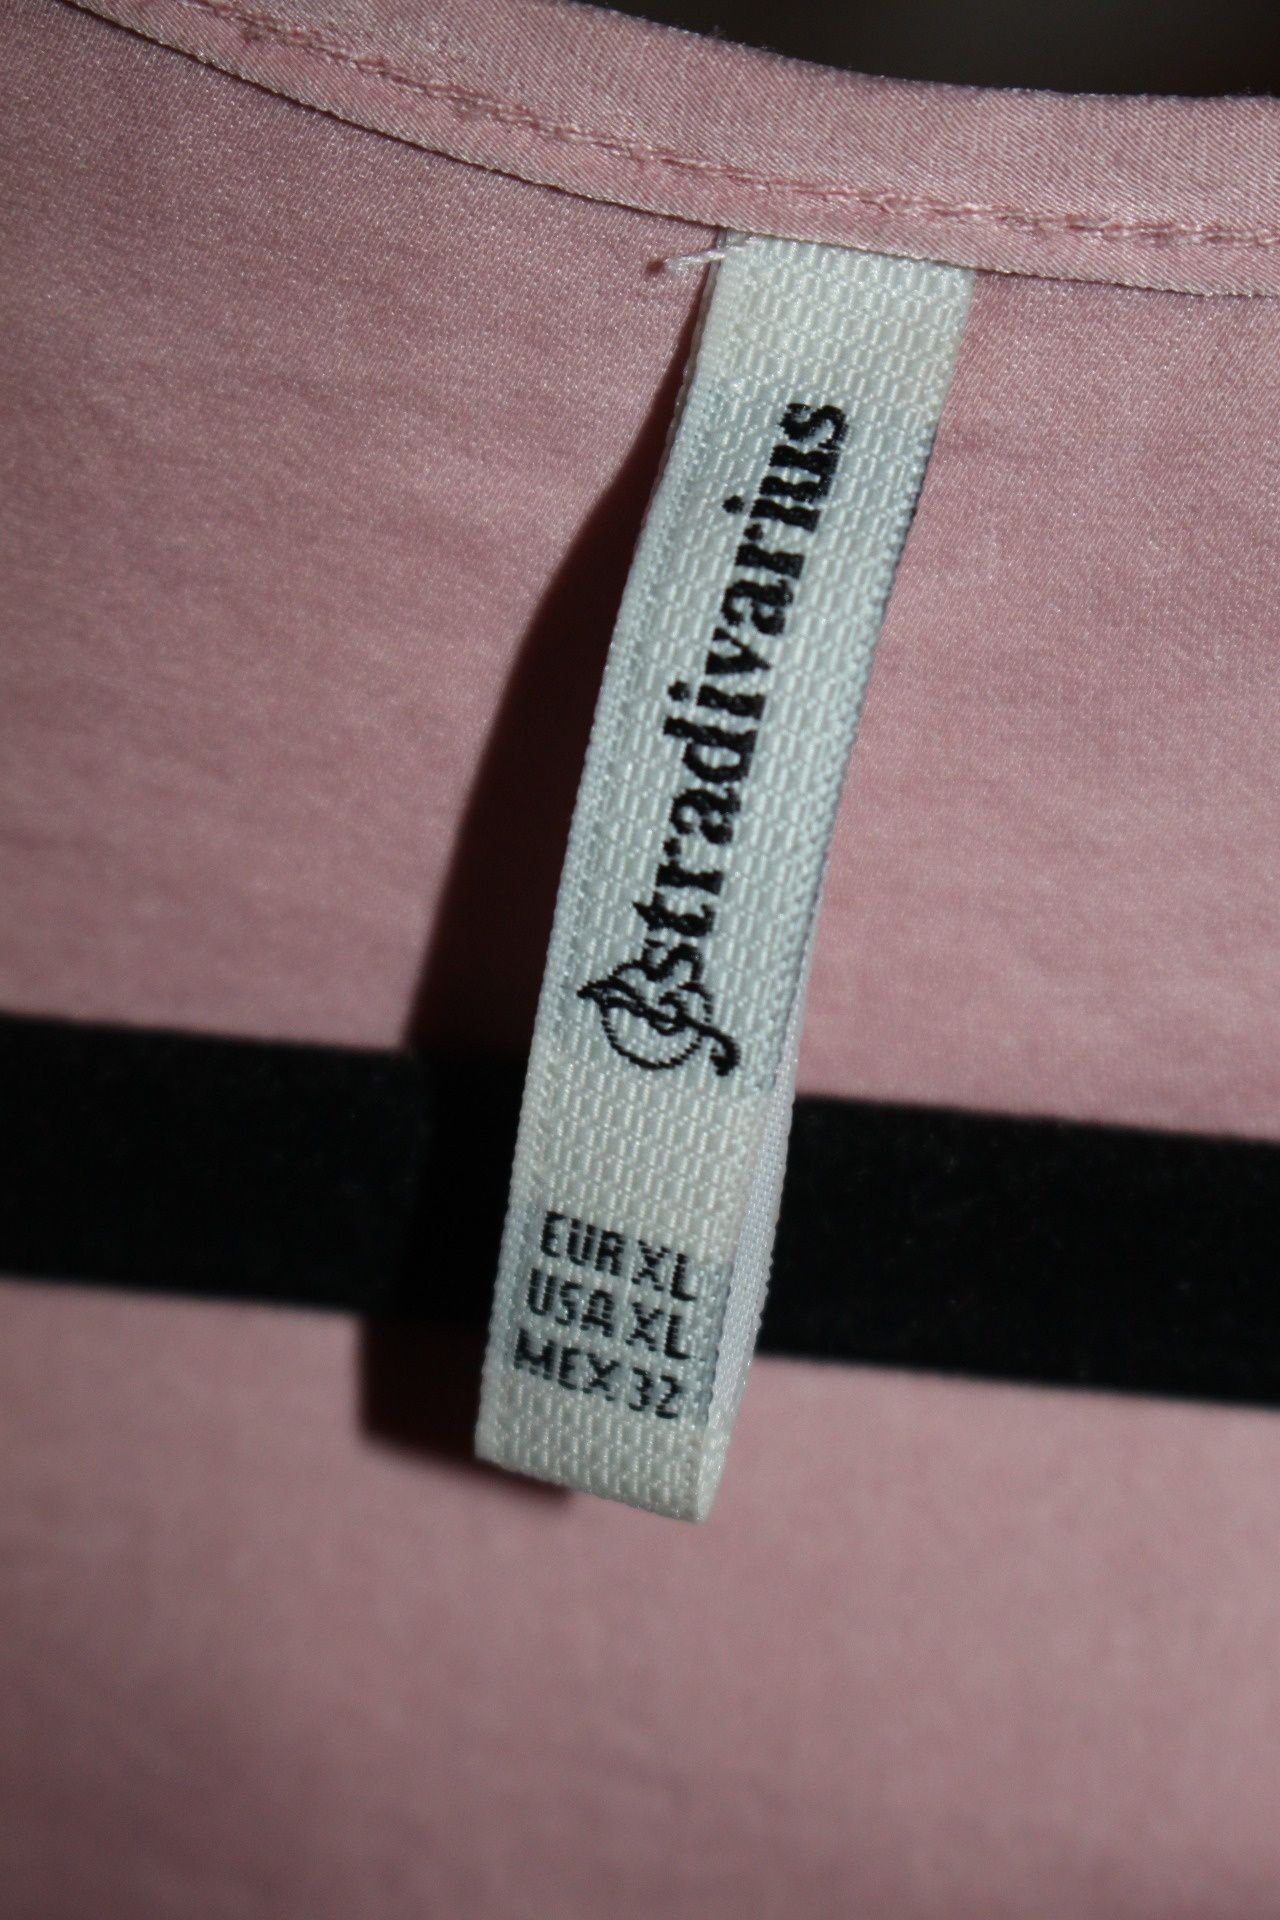 stradivarius
EUR XL
USA XL
MEX 32